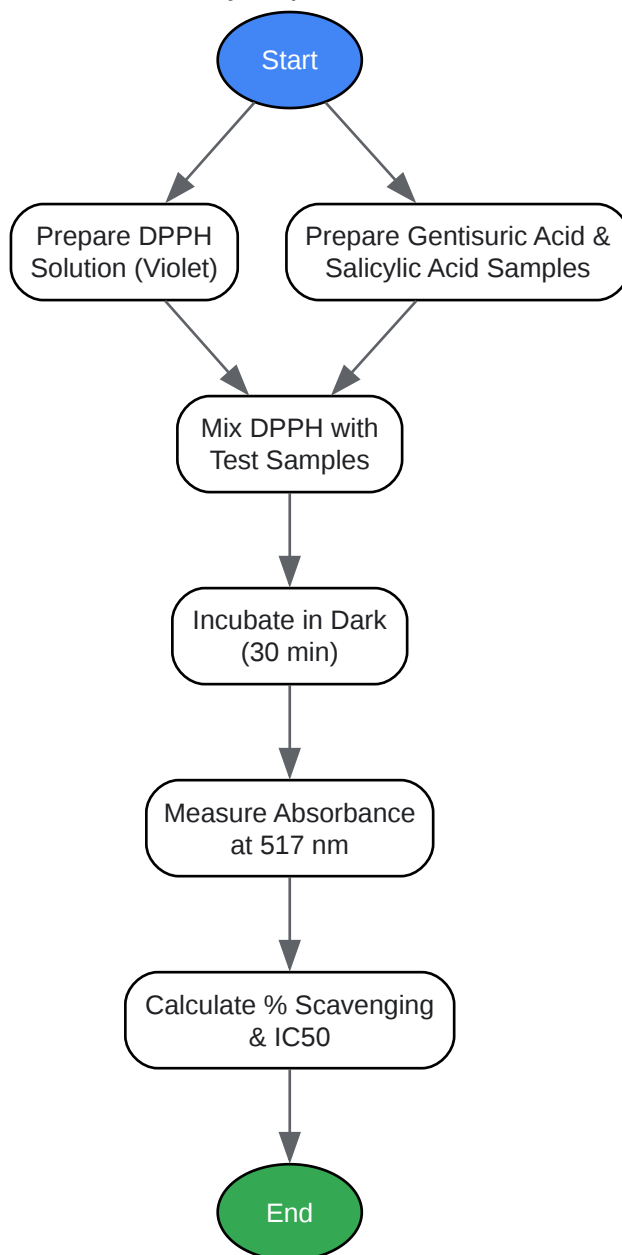 Start
Prepare DPPH
Solution (Violet)
Prepare Gentisuric Acid &
Salicylic Acid Samples
Mix DPPH with
Test Samples
Incubate in Dark
(30 min)
Measure Absorbance
at 517 nm
Calculate % Scavenging
& IC50
End